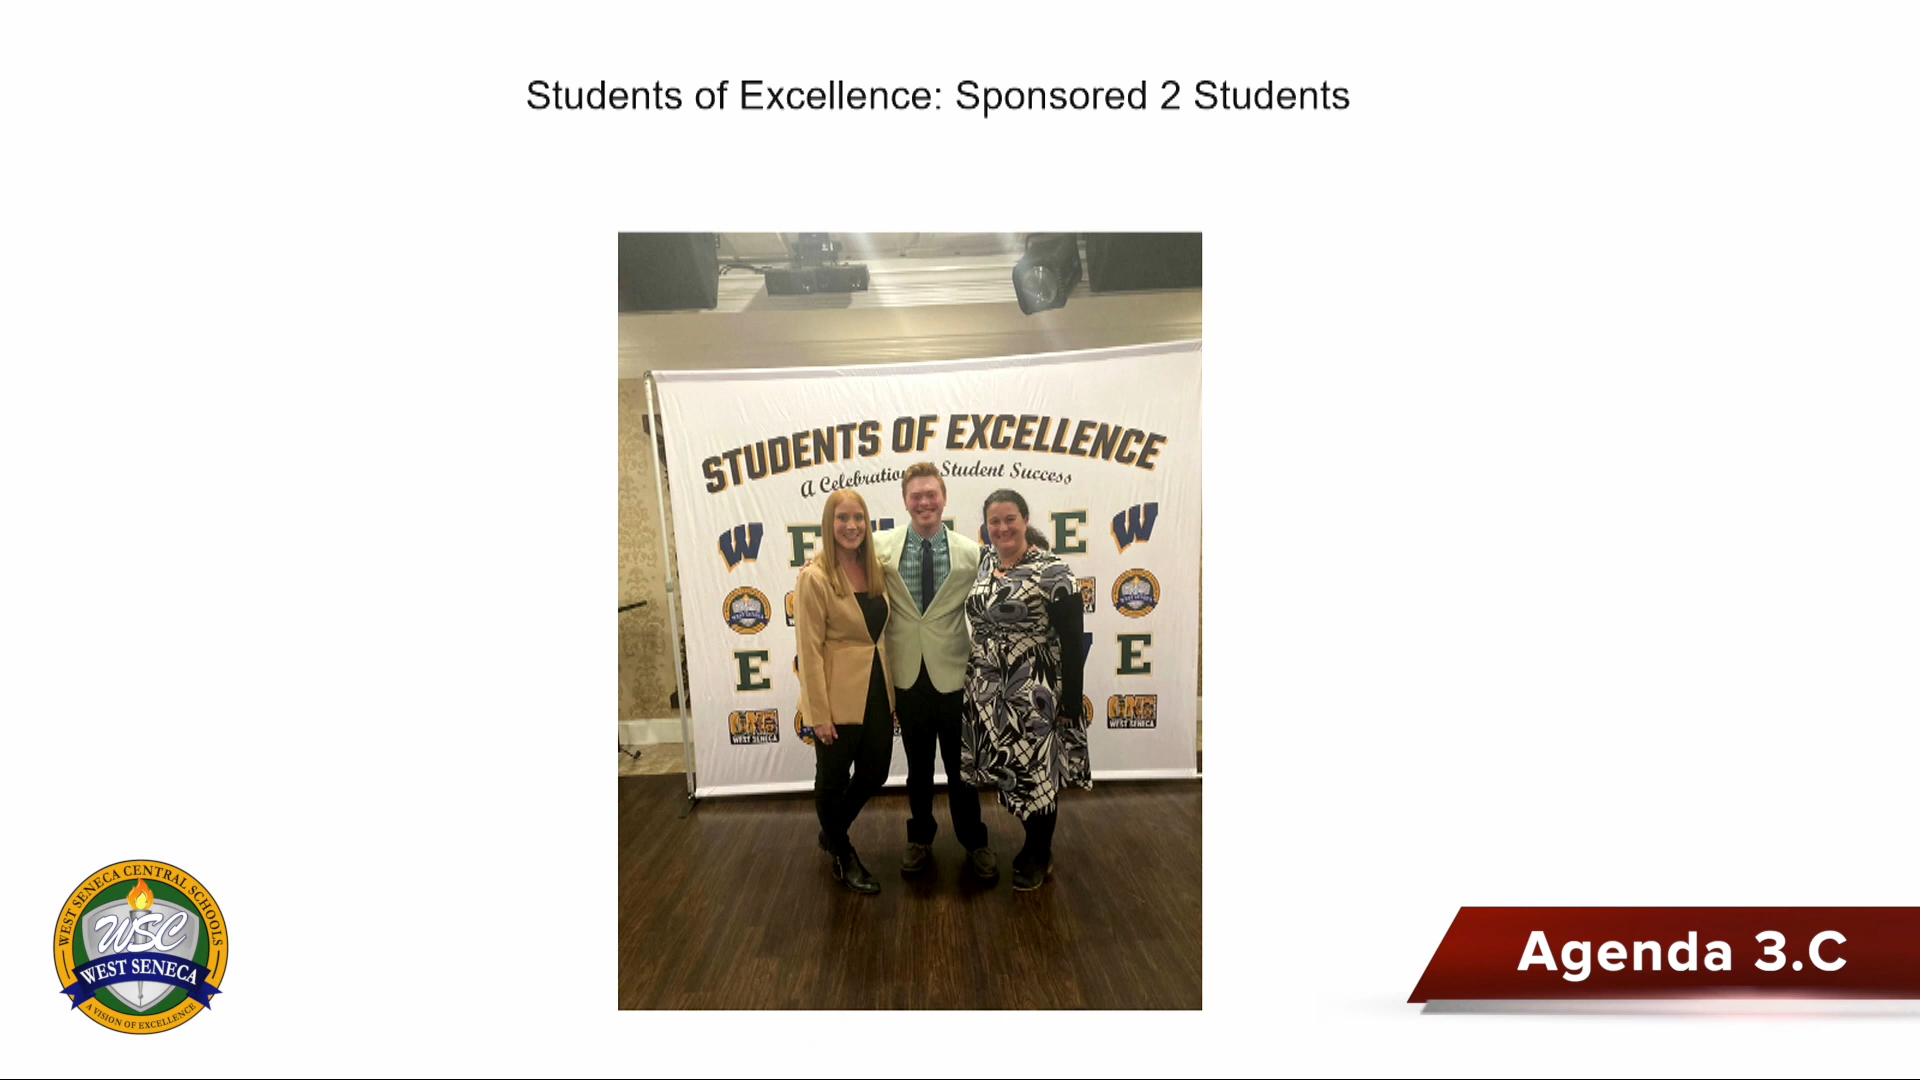 Students of Excellence: Sponsored 2 Students
STUDENTS OF EXCELLENCE
A Celebration Student Success
W E E W
E E
WEST SENECA WEST SENECA
WEST SENECA CENTRAL SCHOOLS
WSC
WEST SENECA
A VISION OF EXCELLENCE
Agenda 3.C